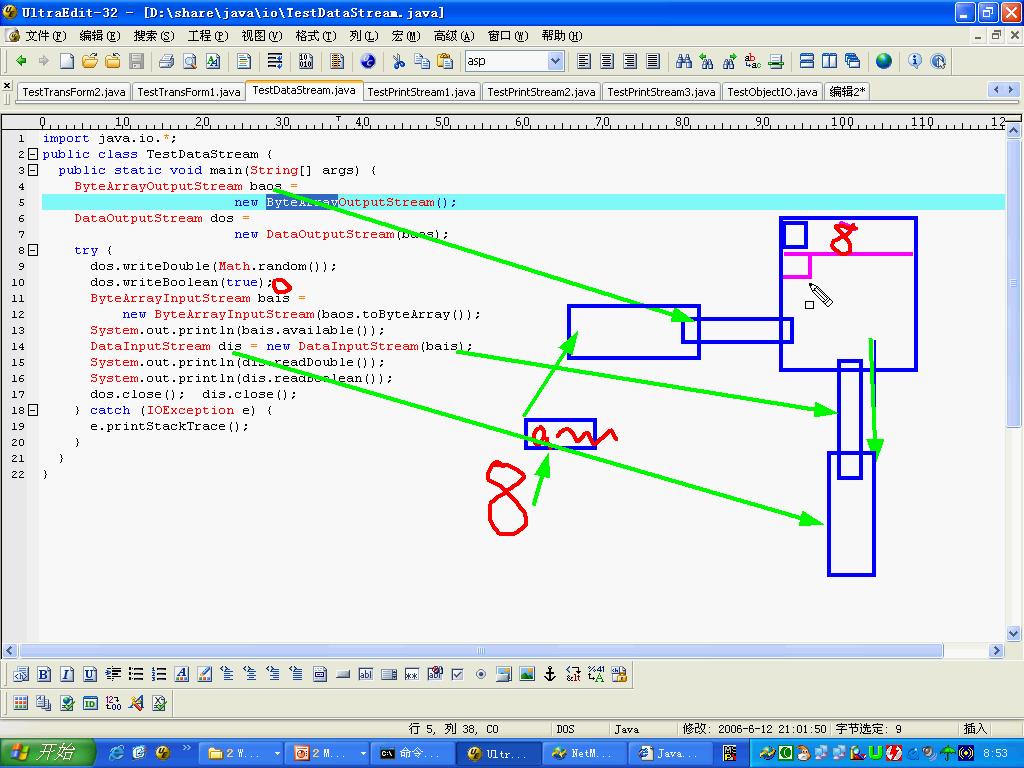 UltraEdit-32 - [D:\share\java\io\TestDataStream.java]
文件(F) 编辑(E) 搜索(S) 工程(P) 视图(V) 格式(T) 列(L) 宏(M) 高级(A) 窗口(W) 帮助(H)
asp
TestTransForm2.java TestTransForm1.java TestDataStream.java TestPrintStream1.java TestPrintStream2.java TestPrintStream3.java TestObjectIO.java 编辑2*
0 10 20 30 40 50 60 70 80 90 100 110 12
1 import java.io.*;
2 public class TestDataStream {
3 public static void main(String[] args) {
4 ByteArrayOutputStream baos =
5 new ByteArrayOutputStream();
6 DataOutputStream dos =
7 new DataOutputStream(baos);
8 try {
9 dos.writeDouble(Math.random());
10 dos.writeBoolean(true);
11 ByteArrayInputStream bais =
12 new ByteArrayInputStream(baos.toByteArray());
13 System.out.println(bais.available());
14 DataInputStream dis = new DataInputStream(bais);
15 System.out.println(dis.readDouble());
16 System.out.println(dis.readBoolean());
17 dos.close(); dis.close();
18 } catch (IOException e) {
19 e.printStackTrace();
20 }
21 }
22 }
8
8
行 5, 列 38, C0 DOS Java 修改: 2006-6-12 21:01:50 字节选定: 9 插入
开始 2 W... 2 M... 命令... Ultr... NetM... Java... 8:53